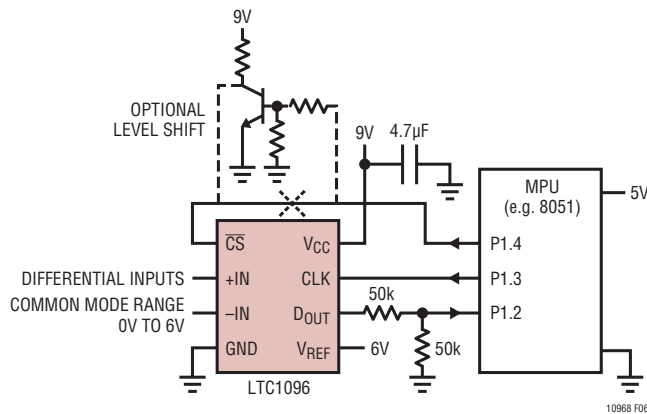 9V
OPTIONAL
LEVEL SHIFT
9V
4.7µF
MPU
(e.g. 8051)
5V
CS
VCC
P1.4
DIFFERENTIAL INPUTS
+IN
CLK
P1.3
COMMON MODE RANGE
0V TO 6V
–IN
DOUT
50k
P1.2
GND
VREF
6V
50k
LTC1096
10968 F06